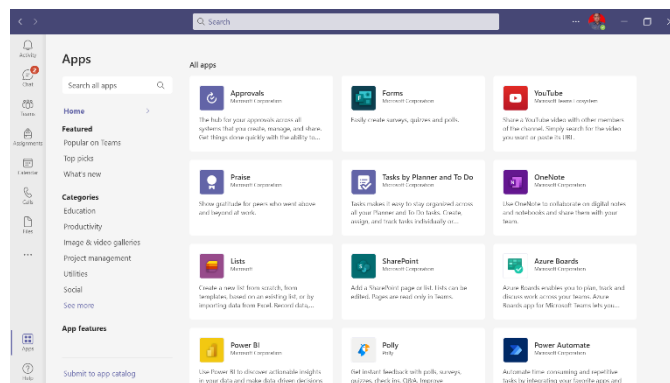 Search
Activity
Chat
Teams
Assignments
Calendar
Calls
Files
Apps
Help
Apps
Search all apps
Home
Featured
Popular on Teams
Top picks
What's new
Categories
Education
Productivity
Image & video galleries
Project management
Utilities
Social
See more
App features
Submit to app catalog
All apps
Approvals
Microsoft Corporation
The hub for your approvals across all
systems that you create, manage, and share.
Get things done quickly with the ability to...
Forms
Microsoft Corporation
Easily create surveys, quizzes and polls.
YouTube
Microsoft Teams Ecosystem
Share a YouTube video with other members
of the channel. Simply search for the video
you want or paste its URL.
Praise
Microsoft Corporation
Show gratitude for peers who went above
and beyond at work.
Tasks by Planner and To Do
Microsoft Corporation
Tasks makes it easy to stay organized across
all your Planner and To Do tasks. Create,
assign, and track tasks individually or...
OneNote
Microsoft Corporation
Use OneNote to collaborate on digital notes
and notebooks and share them with your
team.
Lists
Microsoft
Create a new list from scratch, from
templates, based on an existing list, or by
importing data from Excel. Record data,...
SharePoint
Microsoft Corporation
Add a SharePoint page or list. Lists can be
edited. Pages are read only in Teams.
Azure Boards
Microsoft Corporation
Azure Boards enables you to plan, track and
discuss work across your teams. Azure
Boards app for Microsoft Teams lets you...
Power BI
Microsoft Corporation
Use Power BI to discover actionable insights
in your data and make data driven decisions
Polly
Polly
Get instant feedback with polls, surveys,
quizzes, check ins, Q&A. Improve
Power Automate
Microsoft Corporation
Automate time consuming and repetitive
tasks by integrating your favorite apps and